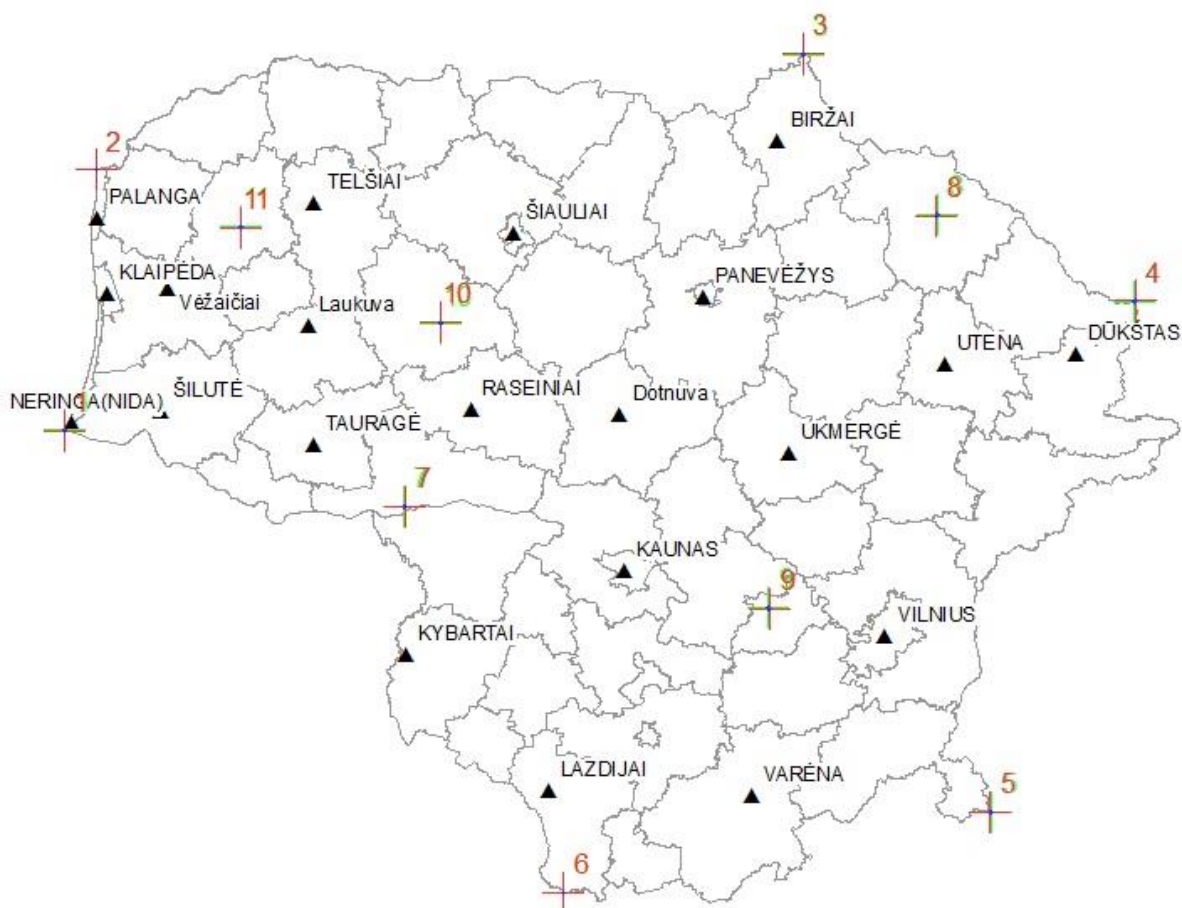 3
BIRŽAI
2
TELŠIAI
PALANGA
11
8
ŠIAULIAI
KLAIPĖDA
Vėžaičiai
PANEVĖŽYS
4
10
Laukuva
DŪKŠTAS
UTENA
NERINGA(NIDA)
ŠILUTĖ
RASEINIAI
Dotnuva
TAURAGĖ
UKMERGĖ
7
KAUNAS
9
VILNIUS
KYBARTAI
LAZDIJAI
VARĖNA
5
6